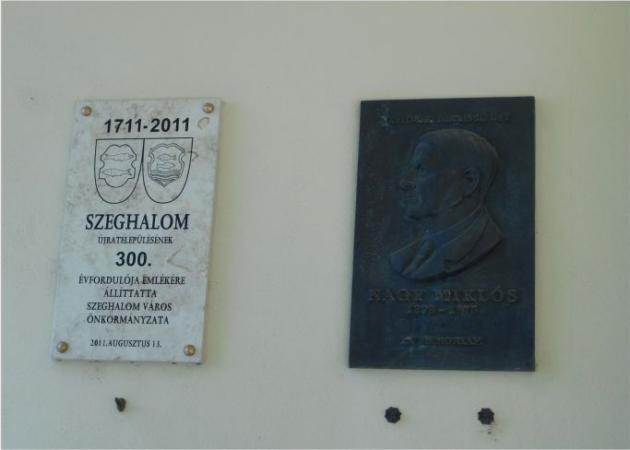 1711-2011
SZEGHALOM
ÚJRATELEPÜLÉSÉNEK
300.
ÉVFORDULÓJA EMLÉKÉRE
ÁLLÍTTATTA
SZEGHALOM VÁROS
ÖNKORMÁNYZATA
2011. AUGUSZTUS 13.
NAGY MIKLÓS